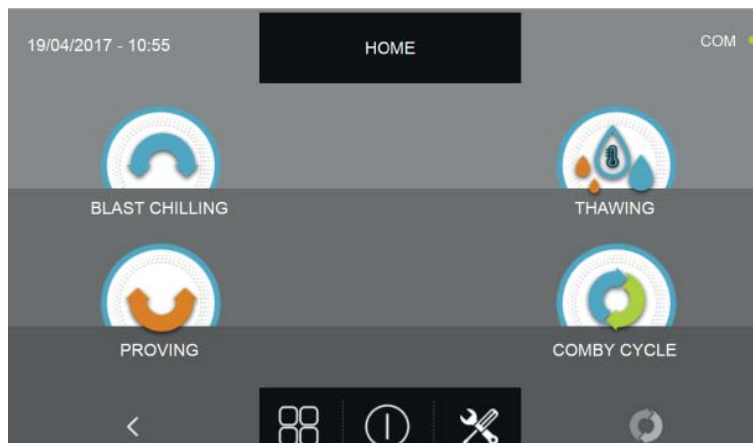 19/04/2017 - 10:55
HOME
COM
BLAST CHILLING
THAWING
PROVING
COMBY CYCLE